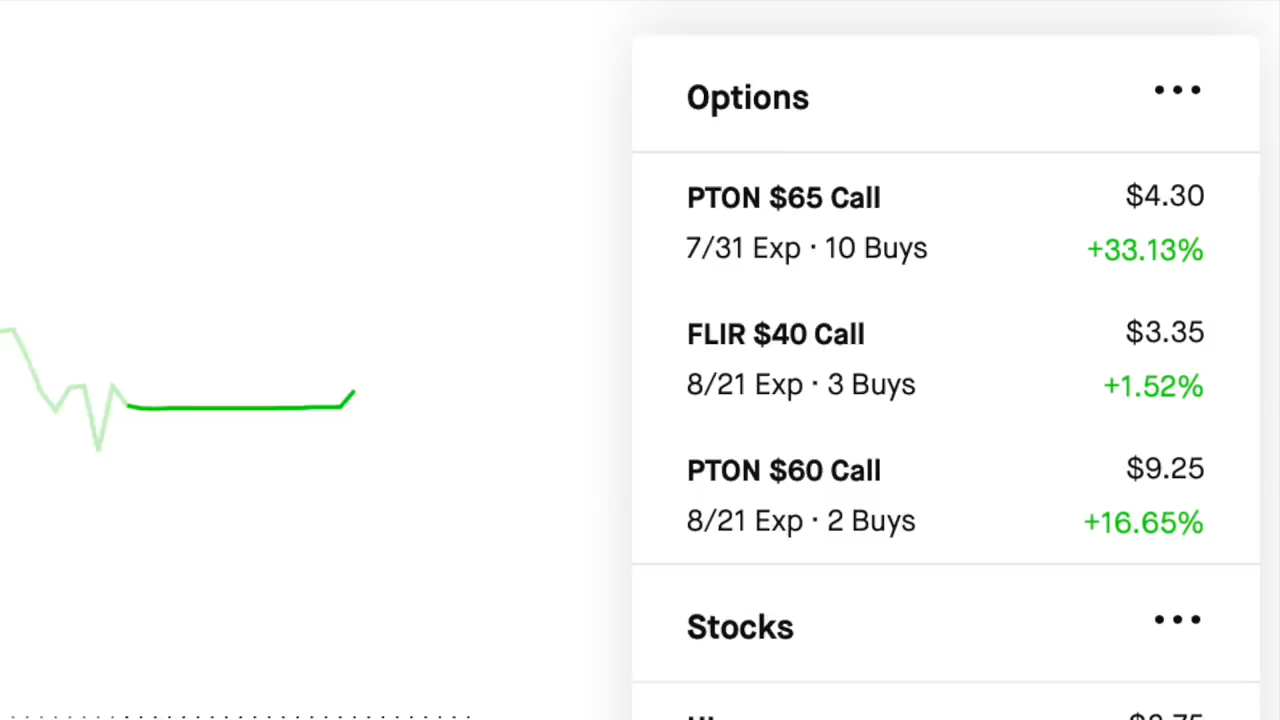 Options
PTON $65 Call $4.30
7/31 Exp · 10 Buys +33.13%
FLIR $40 Call $3.35
8/21 Exp · 3 Buys +1.52%
PTON $60 Call $9.25
8/21 Exp · 2 Buys +16.65%
Stocks